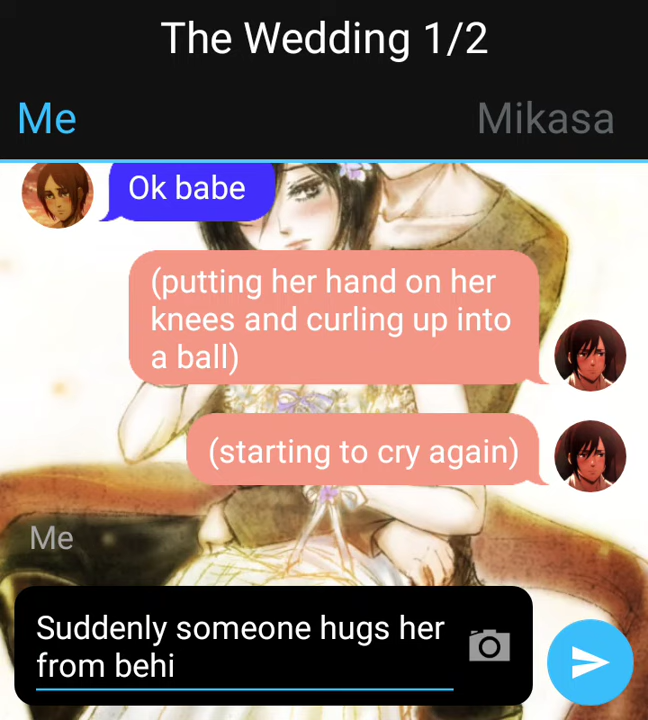 The Wedding 1/2
Me
Mikasa
Ok babe
(putting her hand on her
knees and curling up into
a ball)
(starting to cry again)
Me
Suddenly someone hugs her
from behi